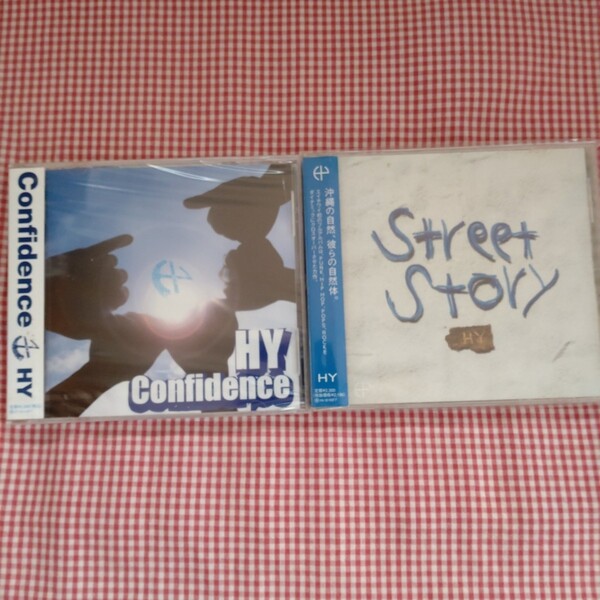 Confidence HY
HY
Confidence
沖縄の自然。彼らの自然体。
HY
Street
Story
HY